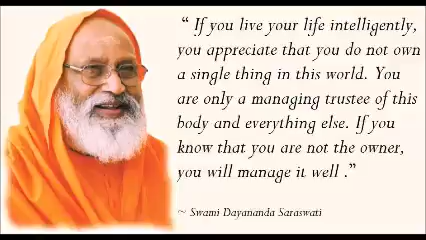 “ If you live your life intelligently,
you appreciate that you do not own
a single thing in this world. You
are only a managing trustee of this
body and everything else. If you
know that you are not the owner,
you will manage it well .”
~ Swami Dayananda Saraswati